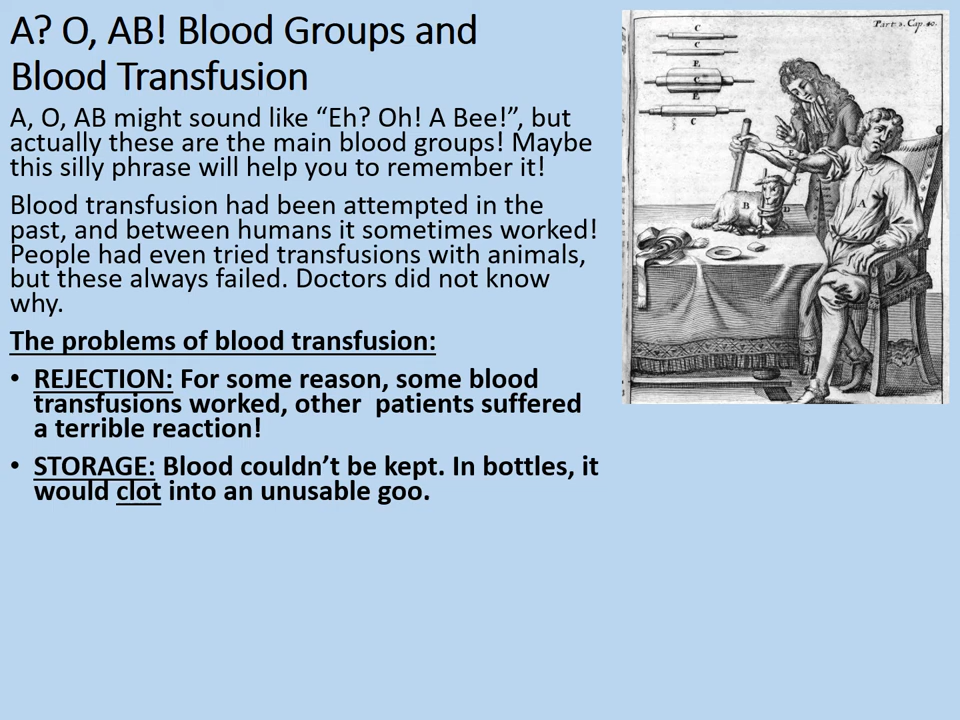 A? O, AB! Blood Groups and
Blood Transfusion
A, O, AB might sound like “Eh? Oh! A Bee!”, but
actually these are the main blood groups! Maybe
this silly phrase will help you to remember it!
Blood transfusion had been attempted in the
past, and between humans it sometimes worked!
People had even tried transfusions with animals,
but these always failed. Doctors did not know
why.
The problems of blood transfusion:
• REJECTION: For some reason, some blood
transfusions worked, other  patients suffered
a terrible reaction!
• STORAGE: Blood couldn’t be kept. In bottles, it
would clot into an unusable goo.
Part 2. Cap. 40.
C
C
C
C
E
B
D
A